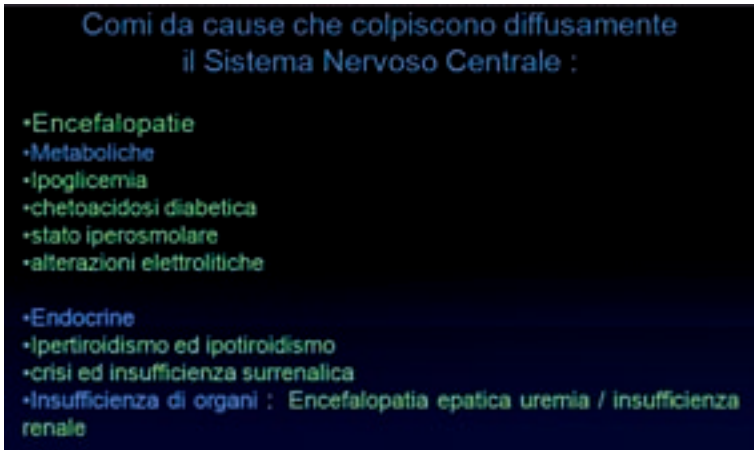 Comi da cause che colpiscono diffusamente
il Sistema Nervoso Centrale :
•Encefalopatie
•Metaboliche
•Ipoglicemia
•chetoacidosi diabetica
•stato iperosmolare
•alterazioni elettrolitiche
•Endocrine
•Ipertiroidismo ed ipotiroidismo
•crisi ed insufficienza surrenalica
•Insufficienza di organi : Encefalopatia epatica uremia / insufficienza
renale